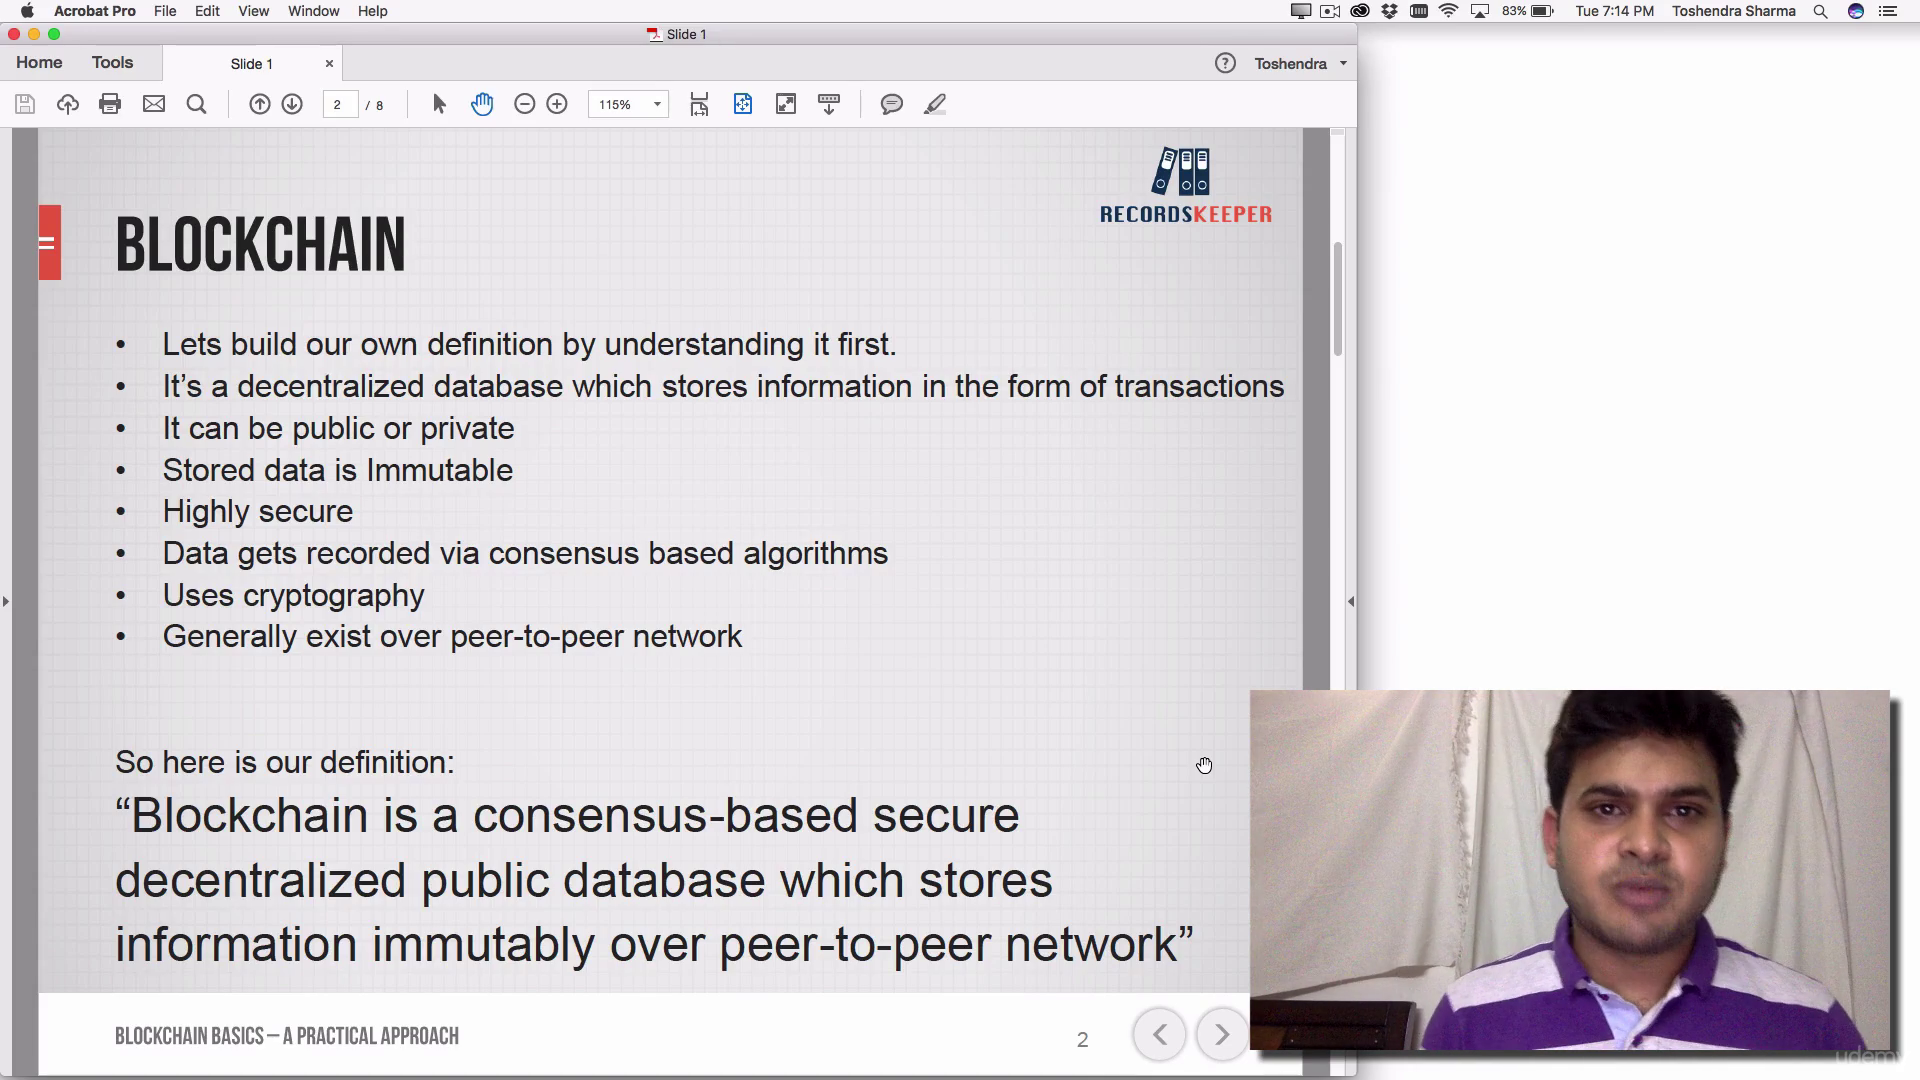 Acrobat Pro File Edit View Window Help 83% Tue 7:14 PM Toshendra Sharma
Slide 1
Home Tools Slide 1 × ? Toshendra
2 / 8 115%
RECORDSKEEPER
BLOCKCHAIN
• Lets build our own definition by understanding it first.
• It’s a decentralized database which stores information in the form of transactions
• It can be public or private
• Stored data is Immutable
• Highly secure
• Data gets recorded via consensus based algorithms
• Uses cryptography
• Generally exist over peer-to-peer network
So here is our definition:
“Blockchain is a consensus-based secure
decentralized public database which stores
information immutably over peer-to-peer network”
BLOCKCHAIN BASICS – A PRACTICAL APPROACH 2
udemy